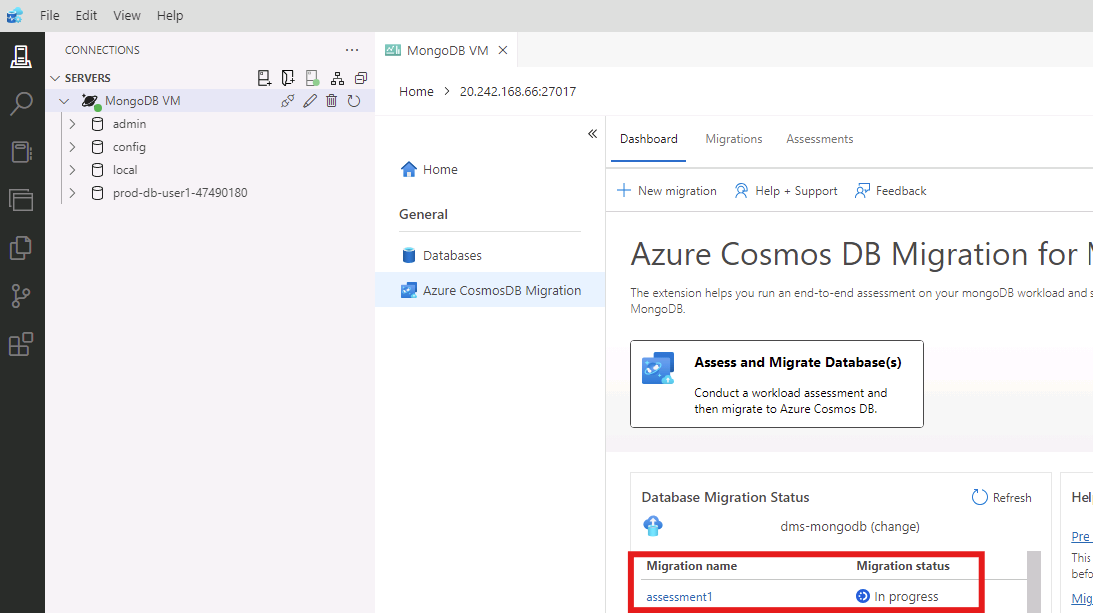 File Edit View Help
CONNECTIONS
SERVERS
MongoDB VM
admin
config
local
prod-db-user1-47490180
MongoDB VM
Home > 20.242.168.66:27017
Home
General
Databases
Azure CosmosDB Migration
Dashboard Migrations Assessments
New migration Help + Support Feedback
Azure Cosmos DB Migration for M
The extension helps you run an end-to-end assessment on your mongoDB workload and s
MongoDB.
Assess and Migrate Database(s)
Conduct a workload assessment and
then migrate to Azure Cosmos DB.
Database Migration Status Refresh
dms-mongodb (change)
Migration name Migration status
assessment1 In progress
Hel
Pre
This
befo
Mig